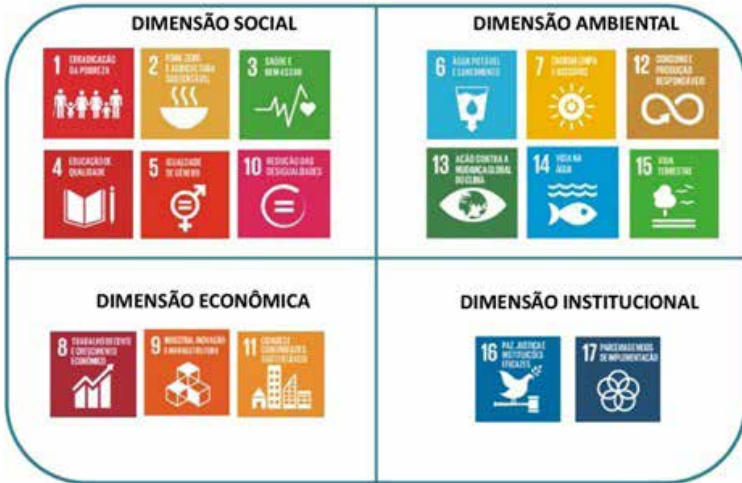 DIMENSÃO SOCIAL
1 ERRADICAÇÃO
DA POBREZA
2 FOME ZERO
E AGRICULTURA
SUSTENTÁVEL
3 SAÚDE E
BEM-ESTAR
4 EDUCAÇÃO DE
QUALIDADE
5 IGUALDADE
DE GÊNERO
10 REDUÇÃO DAS
DESIGUALDADES
DIMENSÃO AMBIENTAL
6 ÁGUA POTÁVEL
E SANEAMENTO
7 ENERGIA LIMPA
12 CONSUMO E
PRODUÇÃO
RESPONSÁVEIS
13 AÇÃO CONTRA A
MUDANÇA GLOBAL
DO CLIMA
14 VIDA NA
ÁGUA
15 VIDA
TERRESTRE
DIMENSÃO ECONÔMICA
8 TRABALHO DECENTE
E CRESCIMENTO
ECONÔMICO
9 INDÚSTRIA, INOVAÇÃO
E INFRAESTRUTURA
11 CIDADES E
COMUNIDADES
SUSTENTÁVEIS
DIMENSÃO INSTITUCIONAL
16 PAZ, JUSTIÇA E
INSTITUIÇÕES
EFICAZES
17 PARCERIAS E MEIOS
DE IMPLEMENTAÇÃO